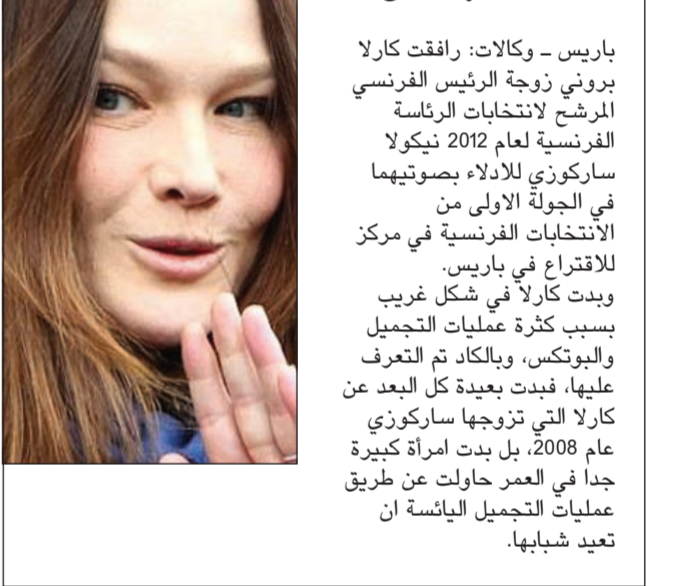 باريس ـ وكالات: رافقت كارلا
بروني زوجة الرئيس الفرنسي
المرشح لانتخابات الرئاسة
الفرنسية لعام 2012 نيكولا
ساركوزي للادلاء بصوتيهما
في الجولة الاولى من
الانتخابات الفرنسية في مركز
للاقتراع في باريس.
وبدت كارلا في شكل غريب
بسبب كثرة عمليات التجميل
والبوتكس، وبالكاد تم التعرف
عليها، فبدت بعيدة كل البعد عن
كارلا التي تزوجها ساركوزي
عام 2008، بل بدت امرأة كبيرة
جدا في العمر حاولت عن طريق
عمليات التجميل اليائسة ان
تعيد شبابها.